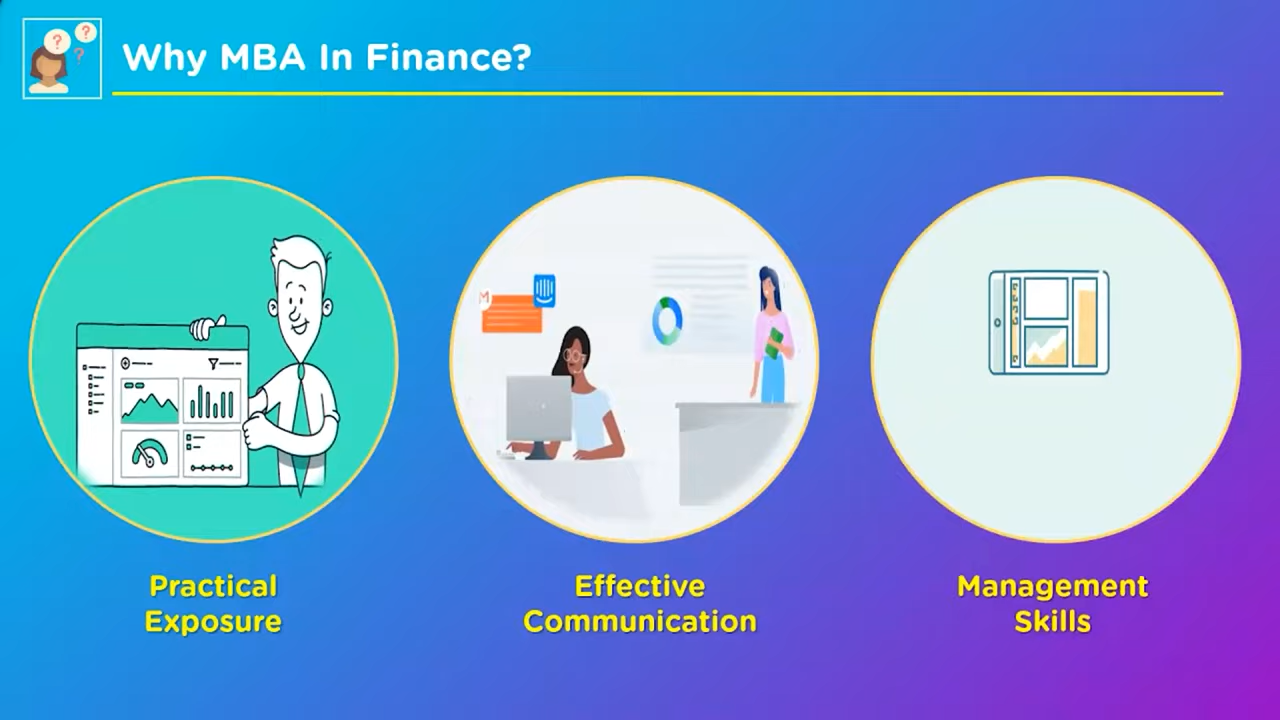 Why MBA In Finance?
Practical
Exposure
Effective
Communication
Management
Skills